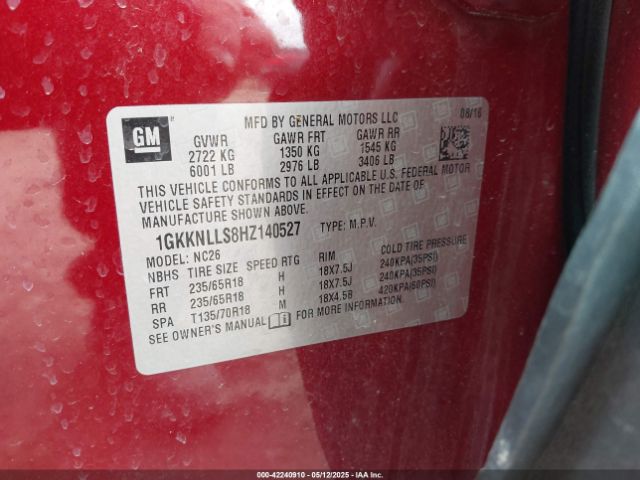 GM
MFD BY GENERAL MOTORS LLC 08/16
GVWR GAWR FRT GAWR RR
2722 KG 1350 KG 1545 KG
6001 LB 2976 LB 3406 LB
THIS VEHICLE CONFORMS TO ALL APPLICABLE U.S. FEDERAL MOTOR
VEHICLE SAFETY STANDARDS IN EFFECT ON THE DATE OF
MANUFACTURE SHOWN ABOVE.
1GKKNLLS8HZ140527 TYPE: M.P.V.
MODEL: NC26
NBHS TIRE SIZE SPEED RTG RIM COLD TIRE PRESSURE
FRT 235/65R18 H 18X7.5J 240KPA(35PSI)
RR 235/65R18 H 18X7.5J 240KPA(35PSI)
SPA T135/70R18 M 18X4.5B 420KPA(60PSI)
SEE OWNER'S MANUAL FOR MORE INFORMATION.
000-42240910 - 05/12/2025 - IAAI.CA